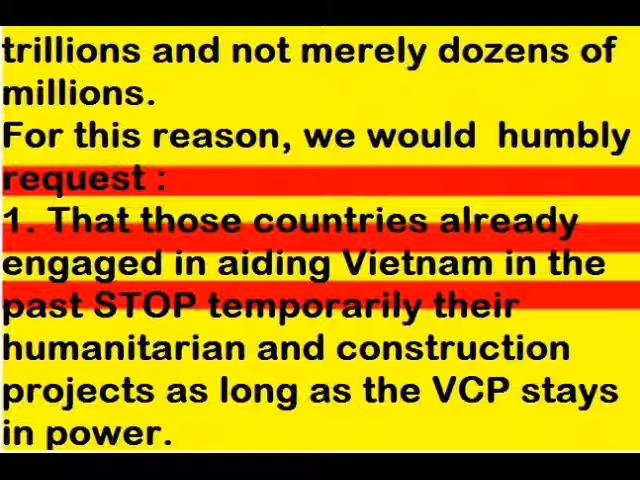 trillions and not merely dozens of
millions.
For this reason, we would  humbly
request :
1. That those countries already
engaged in aiding Vietnam in the
past STOP temporarily their
humanitarian and construction
projects as long as the VCP stays
in power.